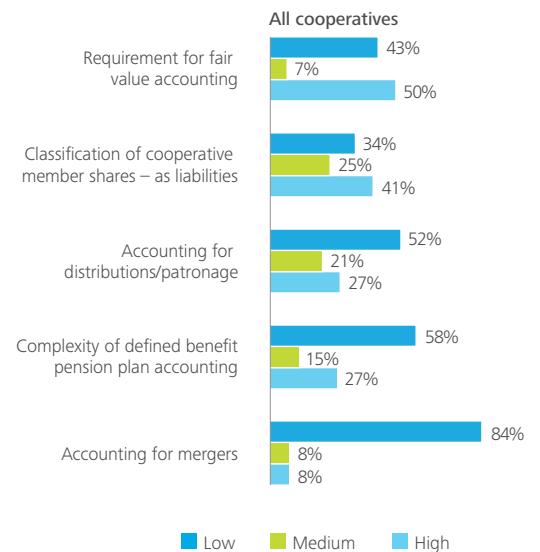 All cooperatives
Requirement for fair
value accounting
43%
7%
50%
Classification of cooperative
member shares – as liabilities
34%
25%
41%
Accounting for
distributions/patronage
52%
21%
27%
Complexity of defined benefit
pension plan accounting
58%
15%
27%
Accounting for mergers
84%
8%
8%
Low Medium High